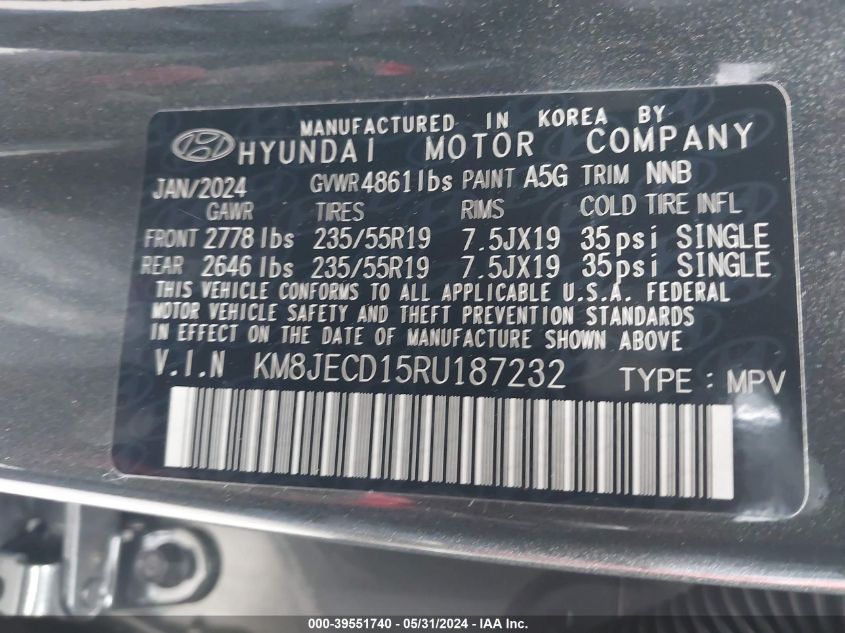 MANUFACTURED IN KOREA BY
HYUNDAI MOTOR COMPANY
JAN/2024 GVWR 4861 lbs PAINT A5G TRIM NNB
GAWR TIRES RIMS COLD TIRE INFL
FRONT 2778 lbs 235/55R19 7.5JX19 35psi SINGLE
REAR 2646 lbs 235/55R19 7.5JX19 35psi SINGLE
THIS VEHICLE CONFORMS TO ALL APPLICABLE U.S.A. FEDERAL
MOTOR VEHICLE SAFETY AND THEFT PREVENTION STANDARDS
IN EFFECT ON THE DATE OF MANUFACTURE SHOWN ABOVE
V.I.N KM8JECD15RU187232 TYPE : MPV
000-39551740 - 05/31/2024 - IAA Inc.